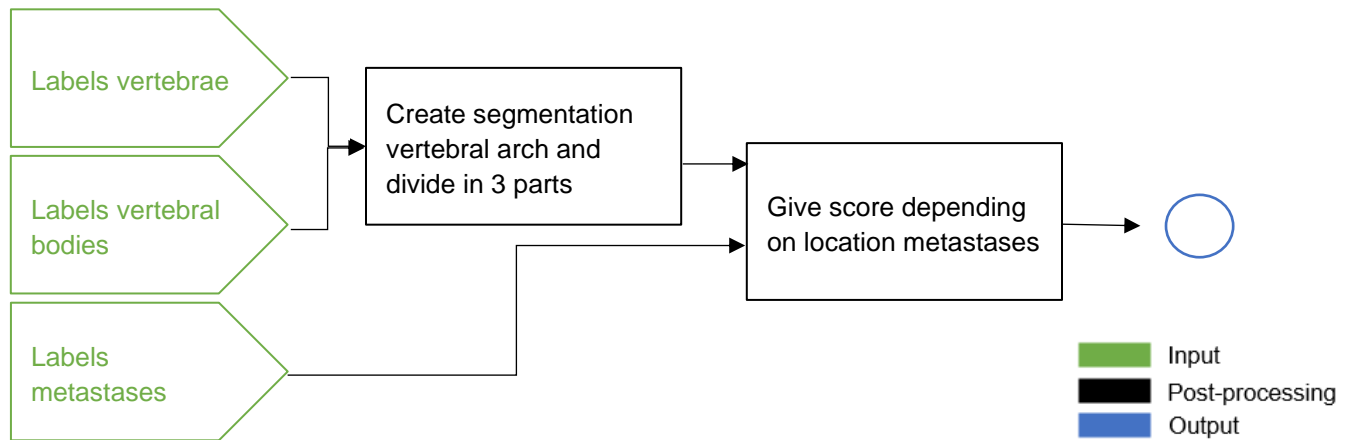 Labels vertebrae
Labels vertebral
bodies
Labels
metastases
Create segmentation
vertebral arch and
divide in 3 parts
Give score depending
on location metastases
Input
Post-processing
Output